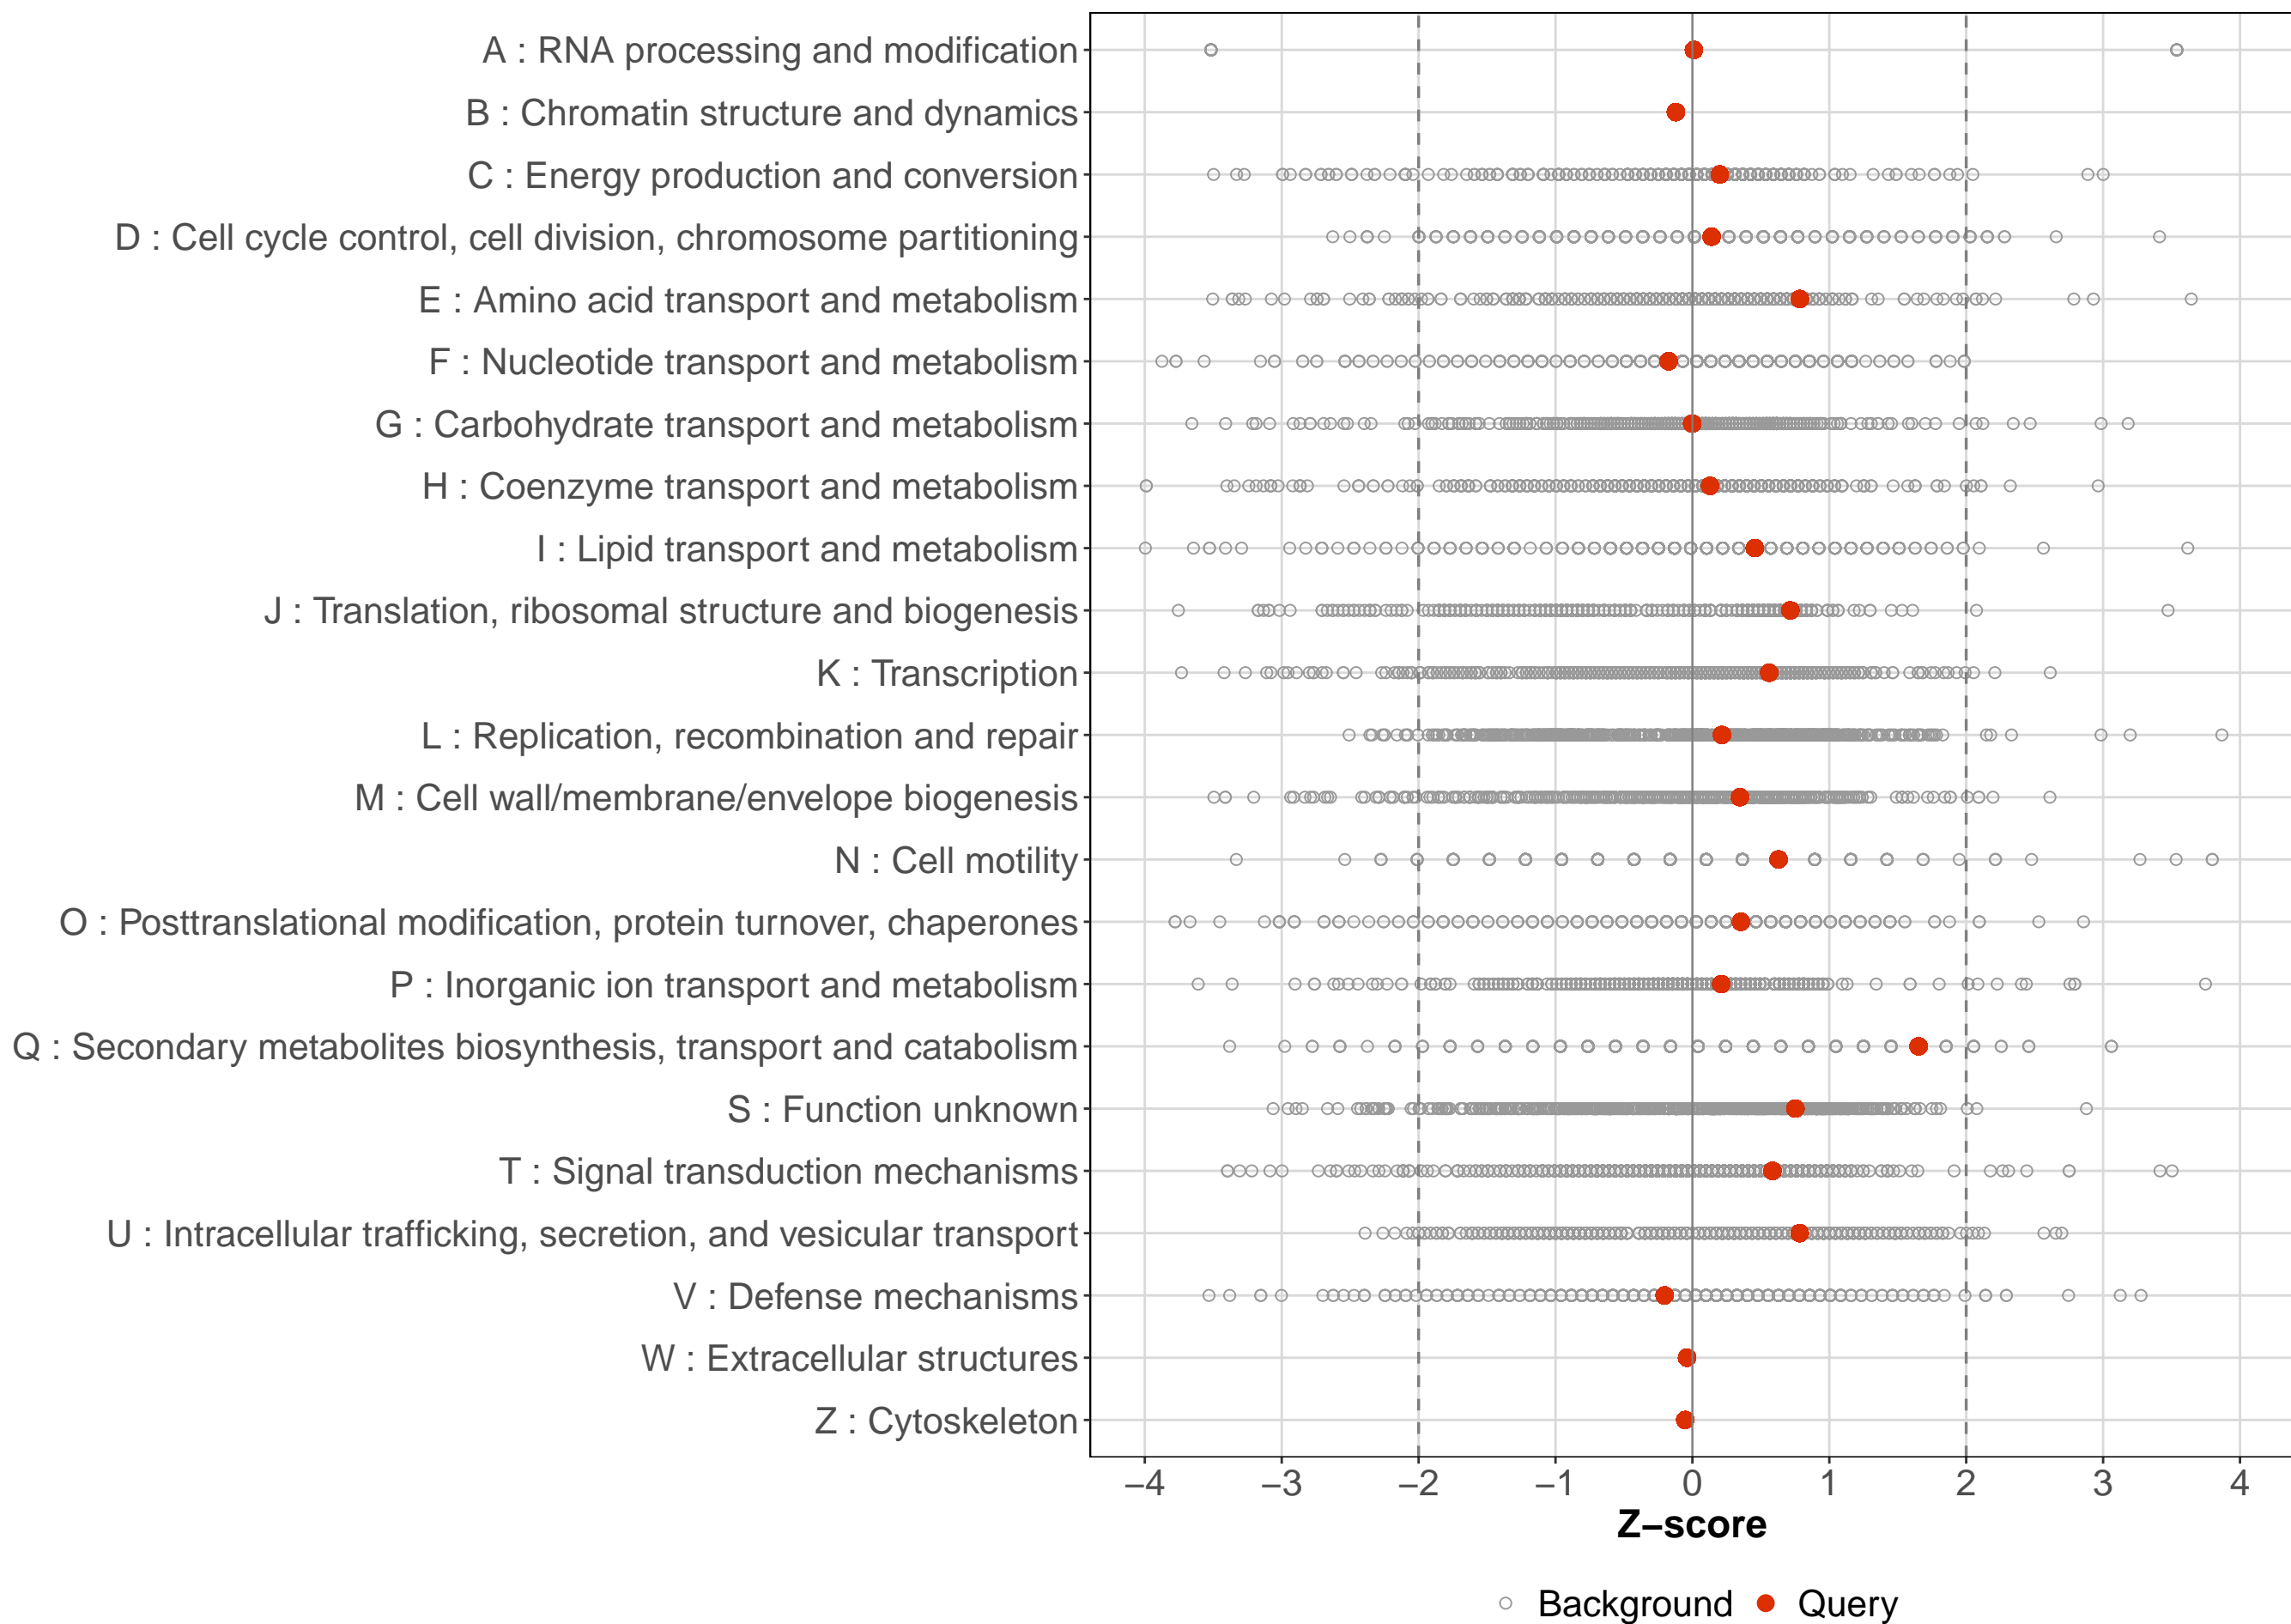 A : RNA processing and modification
B : Chromatin structure and dynamics
C : Energy production and conversion
D : Cell cycle control, cell division, chromosome partitioning
E : Amino acid transport and metabolism
F : Nucleotide transport and metabolism
G : Carbohydrate transport and metabolism
H : Coenzyme transport and metabolism
I : Lipid transport and metabolism
J : Translation, ribosomal structure and biogenesis
K : Transcription
L : Replication, recombination and repair
M : Cell wall/membrane/envelope biogenesis
N : Cell motility
O : Posttranslational modification, protein turnover, chaperones
P : Inorganic ion transport and metabolism
Q : Secondary metabolites biosynthesis, transport and catabolism
S : Function unknown
T : Signal transduction mechanisms
U : Intracellular trafficking, secretion, and vesicular transport
V : Defense mechanisms
W : Extracellular structures
Z : Cytoskeleton
−4 −3 −2 −1 0 1 2 3 4
Z−score
Background Query